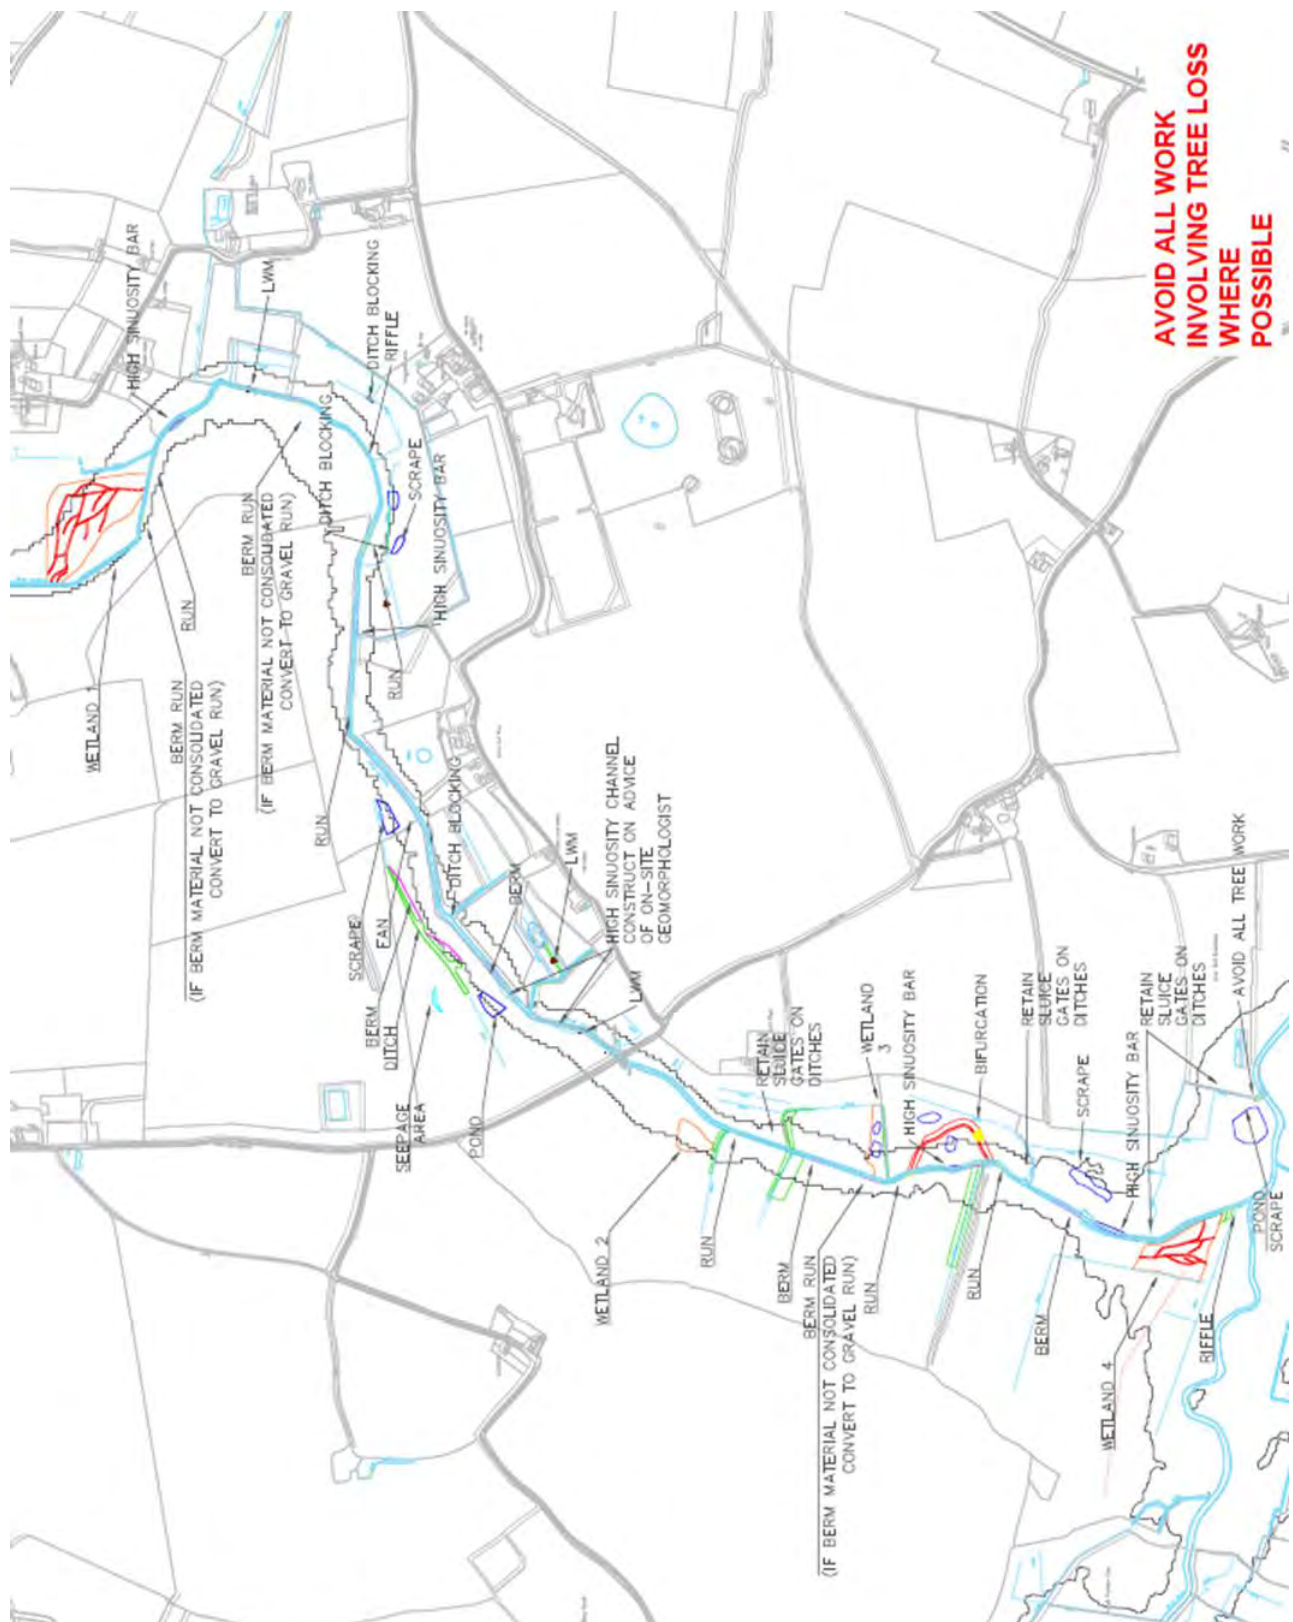 AVOID ALL WORK
INVOLVING TREE LOSS
WHERE
POSSIBLE
HIGH SINUOSITY BAR
LWM
DITCH BLOCKING
RIFFLE
WETLAND 1
RUN
BERM RUN
(IF BERM MATERIAL NOT CONSOLIDATED
CONVERT TO GRAVEL RUN)
BERM RUN
(IF BERM MATERIAL NOT CONSOLIDATED
CONVERT TO GRAVEL RUN)
DITCH BLOCKING
SCRAPE
HIGH SINUOSITY BAR
RUN
RUN
SCRAPE
FAN
DITCH BLOCKING
BERM
HIGH SINUOSITY CHANNEL
CONSTRUCT ON ADVICE
OF ON-SITE
GEOMORPHOLOGIST
LWM
LWM
BERM
DITCH
SEEPAGE
AREA
POND
WETLAND 2
RUN
RETAIN
SLUICE
GATES ON
DITCHES
BERM
WETLAND
3
BERM RUN
(IF BERM MATERIAL NOT CONSOLIDATED
CONVERT TO GRAVEL RUN)
HIGH SINUOSITY BAR
RUN
BIFURCATION
RUN
RETAIN
SLUICE
GATES ON
DITCHES
SCRAPE
BERM
HIGH SINUOSITY BAR
RETAIN
SLUICE
GATES ON
DITCHES
AVOID ALL TREE WORK
WETLAND 4
RIFFLE
POND
SCRAPE